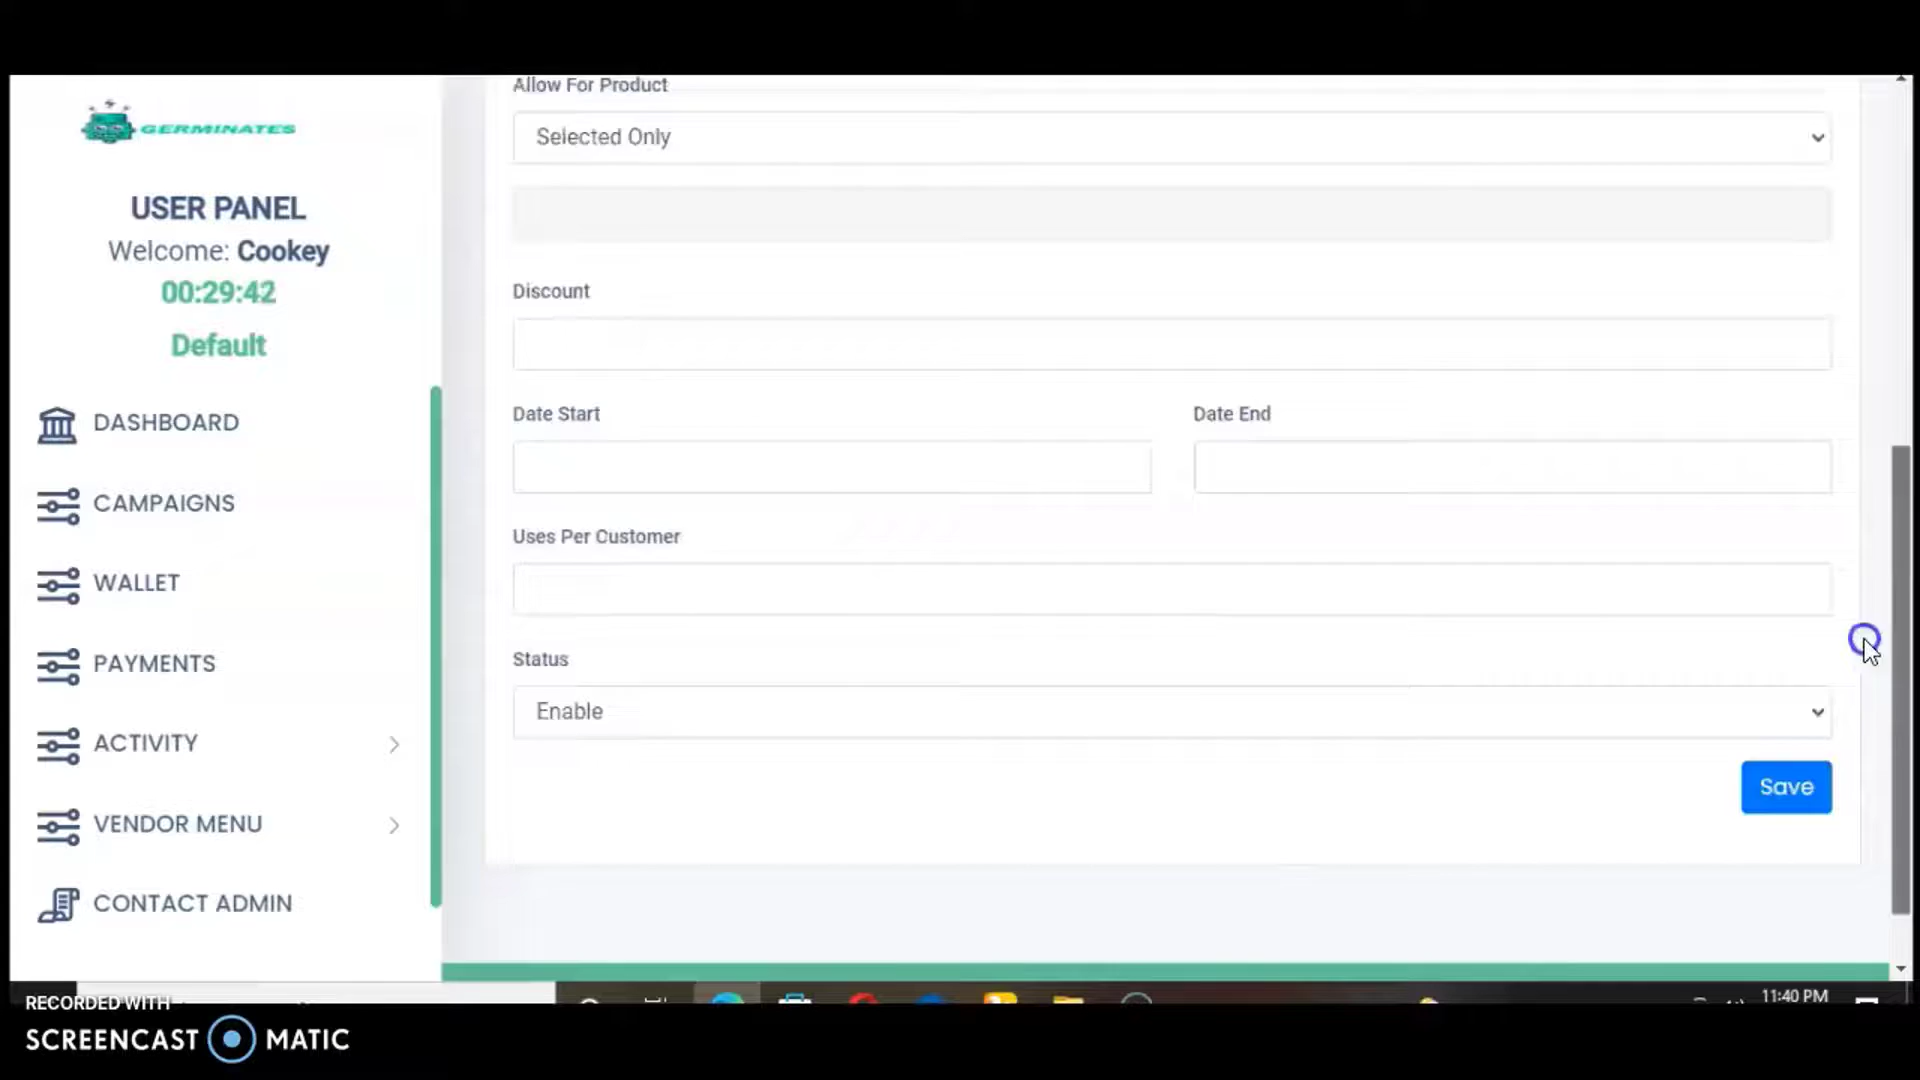 GERMINATES
USER PANEL
Welcome: Cookey
00:29:42
Default
DASHBOARD
CAMPAIGNS
WALLET
PAYMENTS
ACTIVITY
VENDOR MENU
CONTACT ADMIN
Allow For Product
Selected Only
Discount
Date Start
Date End
Uses Per Customer
Status
Enable
Save
11:40 PM
RECORDED WITH
SCREENCAST MATIC